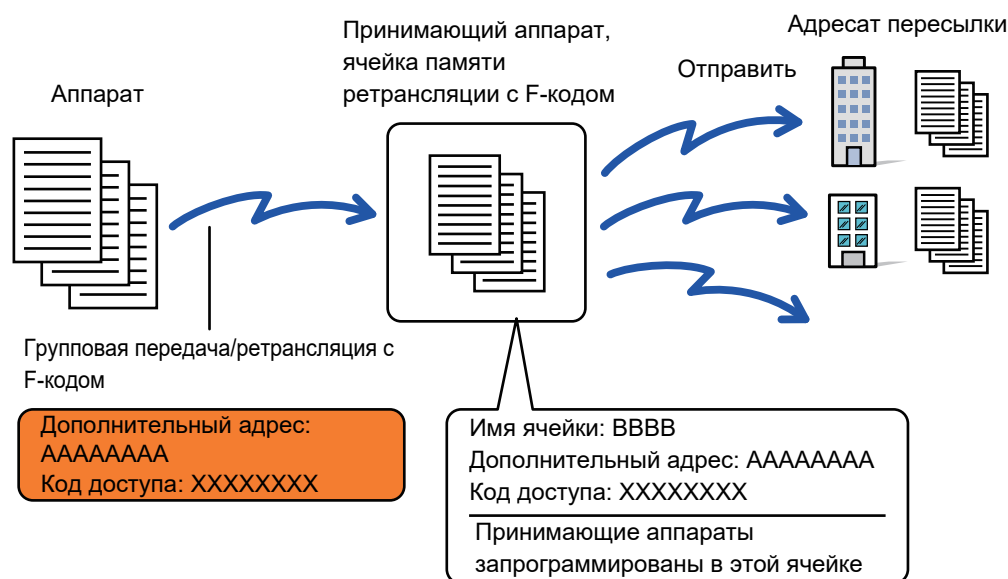 Аппарат
Принимающий аппарат,
ячейка памяти
ретрансляции с F-кодом
Отправить
Адресат пересылки
Групповая передача/ретрансляция с
F-кодом
Дополнительный адрес:
AAAAAAAA
Код доступа: XXXXXXXX
Имя ячейки: BBBB
Дополнительный адрес: AAAAAAAA
Код доступа: XXXXXXXX
Принимающие аппараты
запрограммированы в этой ячейке